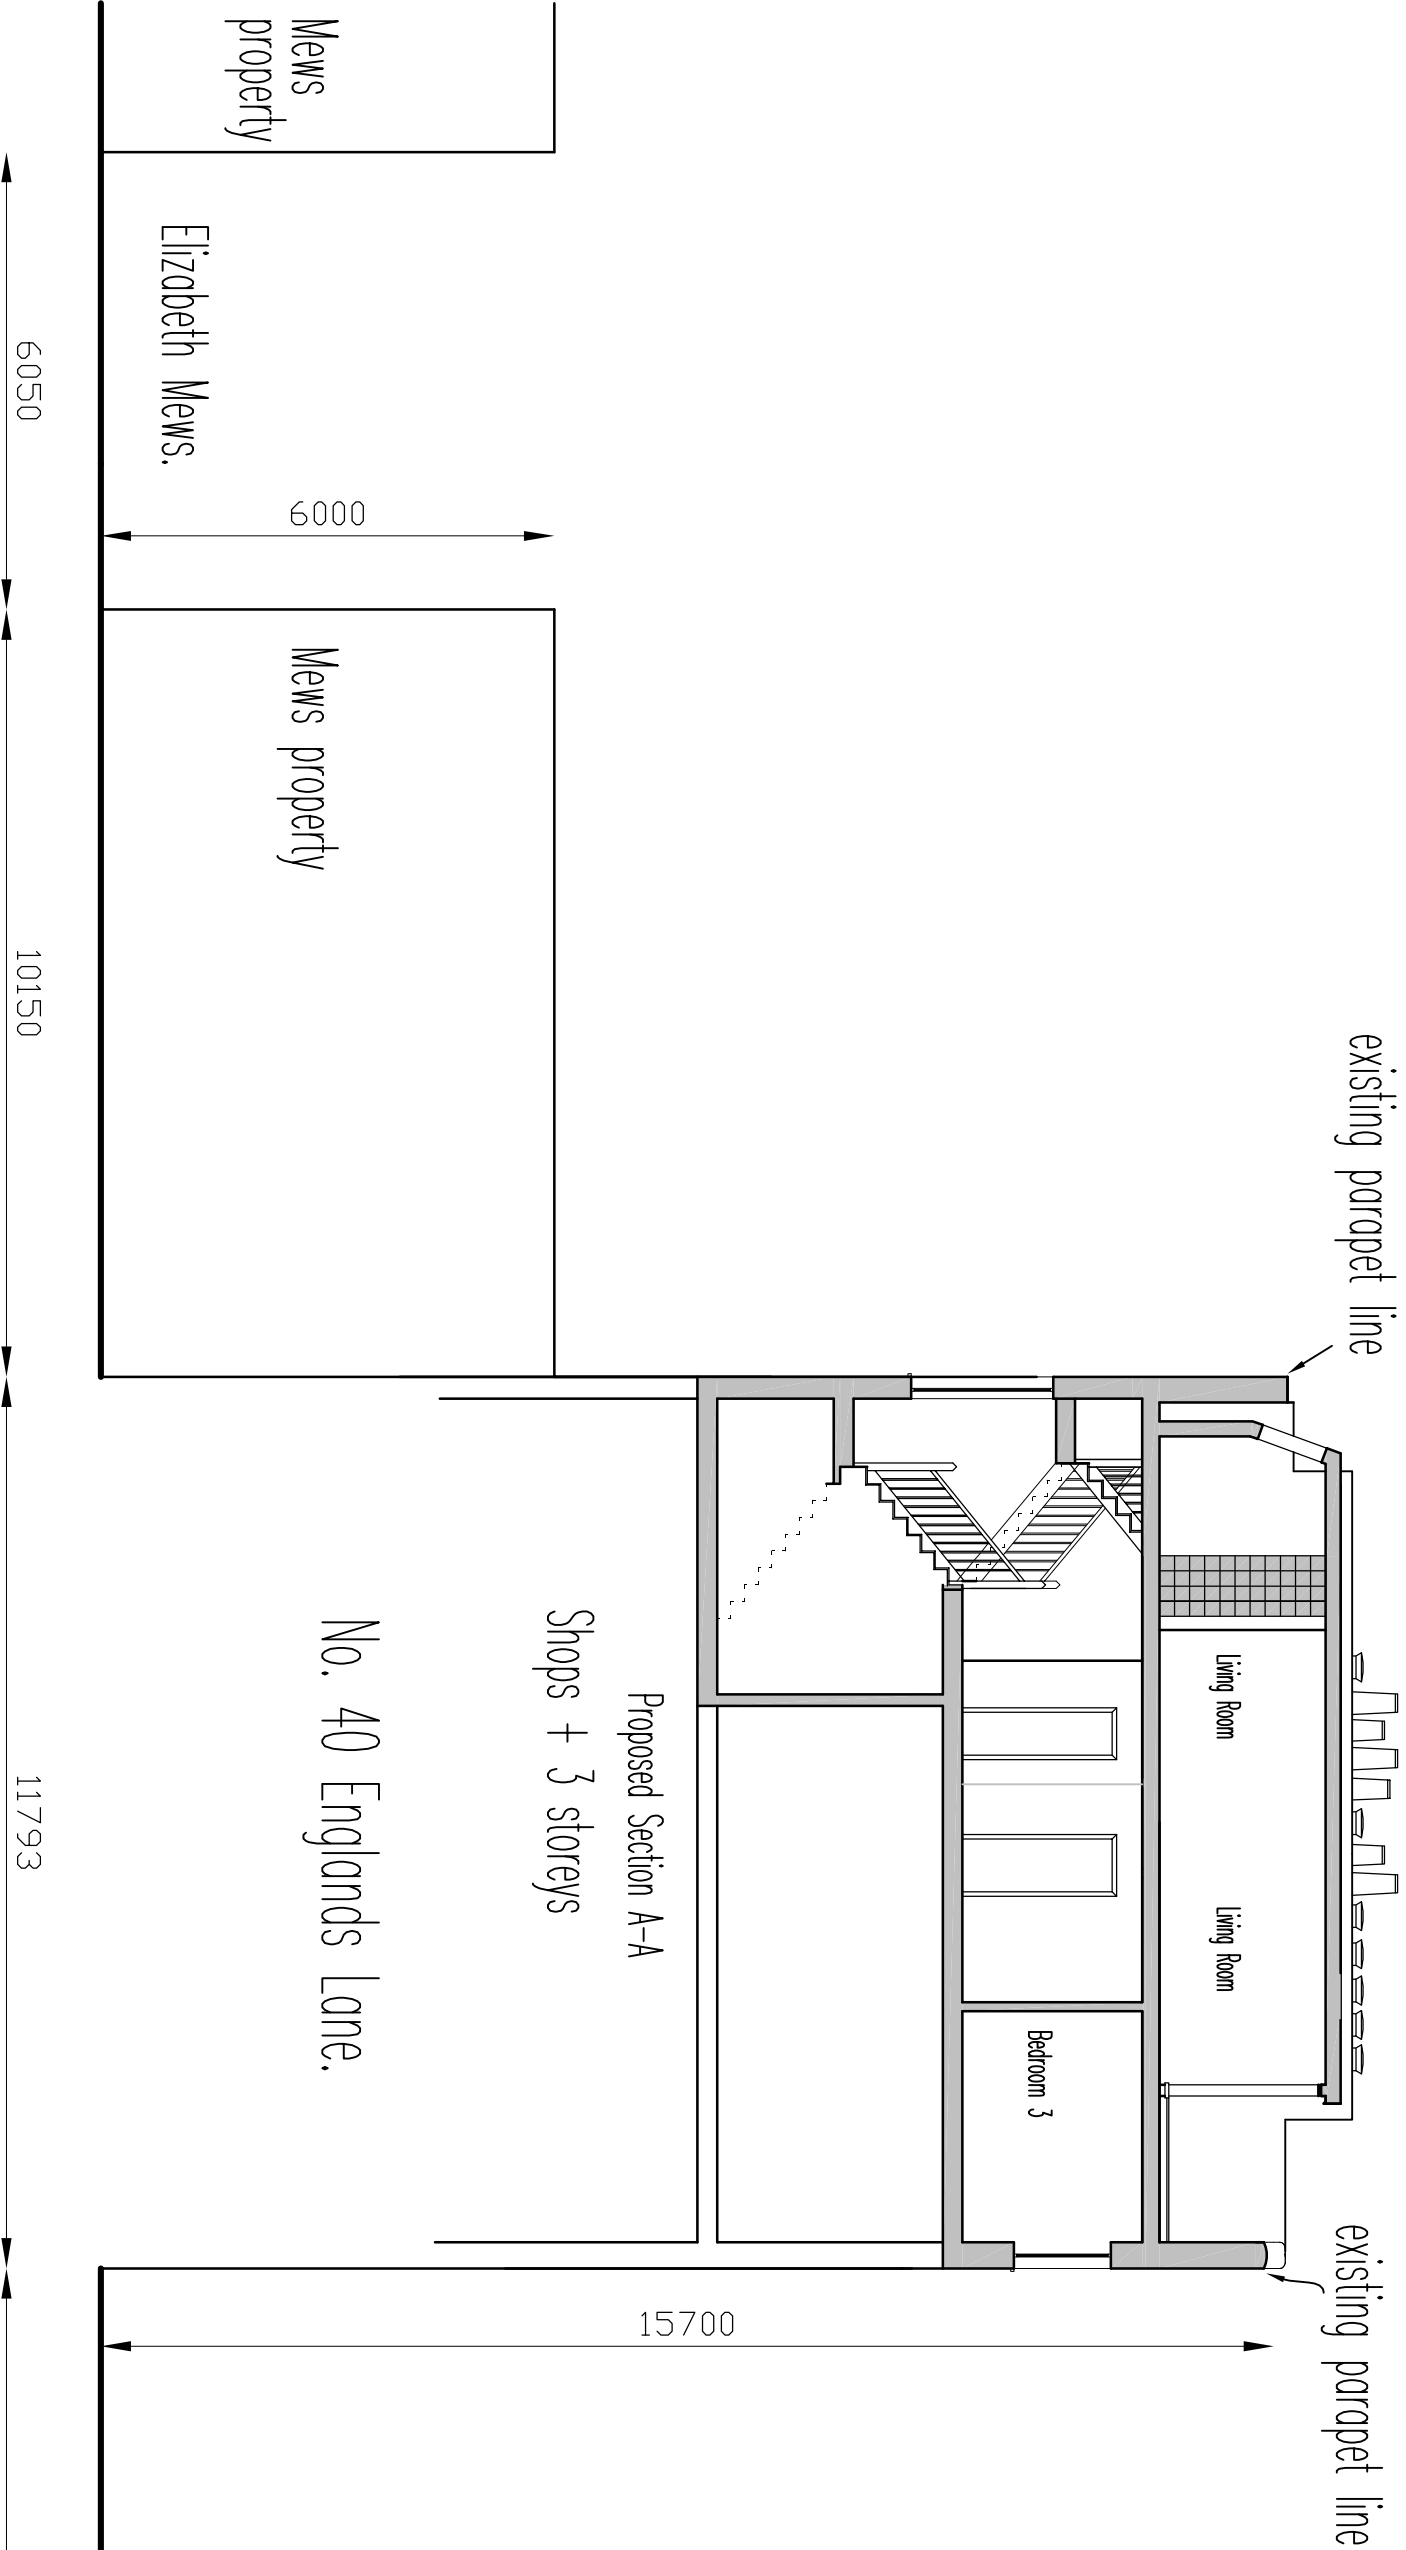 existing parapet line
existing parapet line
Living Room
Living Room
Bedroom 3
15700
Proposed Section A-A
Shops + 3 storeys
No. 40 Englands Lane.
6000
Mews
property
Mews property
Elizabeth Mews.
6050
10150
11793